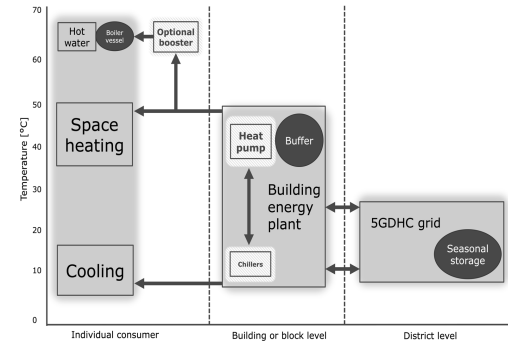 70
60
50
40
30
20
10
0
Temperature [°C]
Hot
water
Boiler
vessel
Optional
booster
Space
heating
Cooling
Heat
pump
Buffer
Building
energy
plant
Chillers
5GDHC grid
Seasonal
storage
Individual consumer
Building or block level
District level